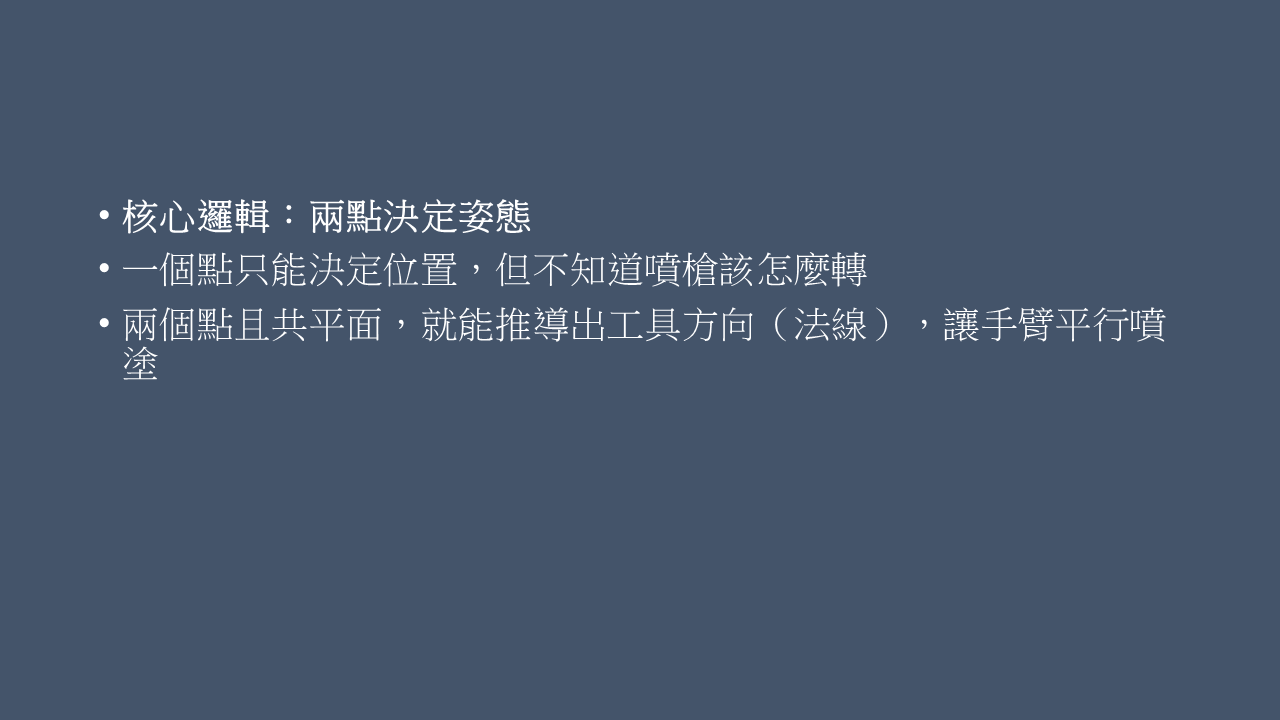 • 核心邏輯：兩點決定姿態
• 一個點只能決定位置，但不知道噴槍該怎麼轉
• 兩個點且共平面，就能推導出工具方向（法線），讓手臂平行噴
塗